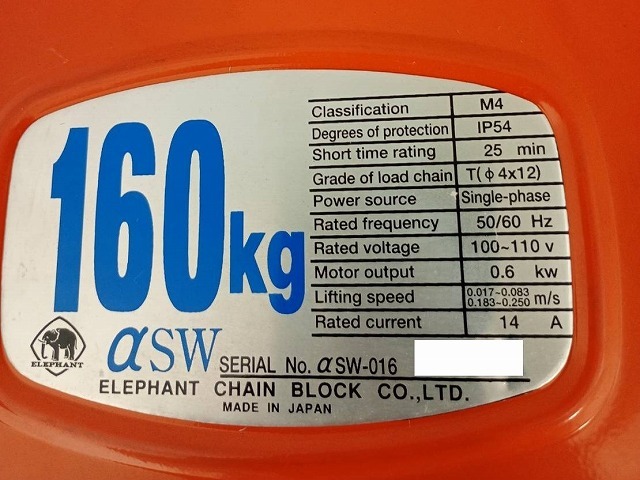 160kg
Classification M4
Degrees of protection IP54
Short time rating 25 min
Grade of load chain T(φ4x12)
Power source Single-phase
Rated frequency 50/60 Hz
Rated voltage 100~110 v
Motor output 0.6 kw
Lifting speed 0.017~0.083 0.183~0.250 m/s
Rated current 14 A
ELEPHANT
αSW SERIAL No. αSW-016
ELEPHANT CHAIN BLOCK CO.,LTD.
MADE IN JAPAN